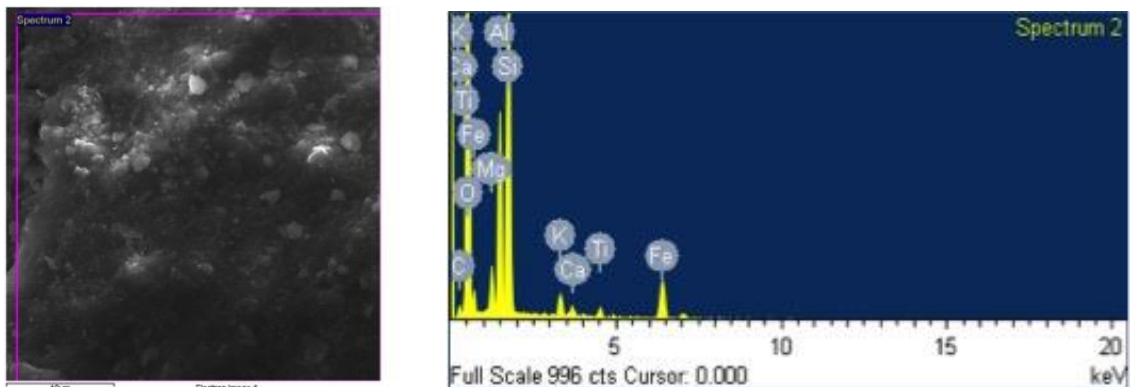 Spectrum 2
Spectrum 2
K
Al
Ca
Si
Ti
Fe
Mg
O
C
K
Ca
Ti
Fe
5 10 15 20
Full Scale 996 cts Cursor: 0.000 keV